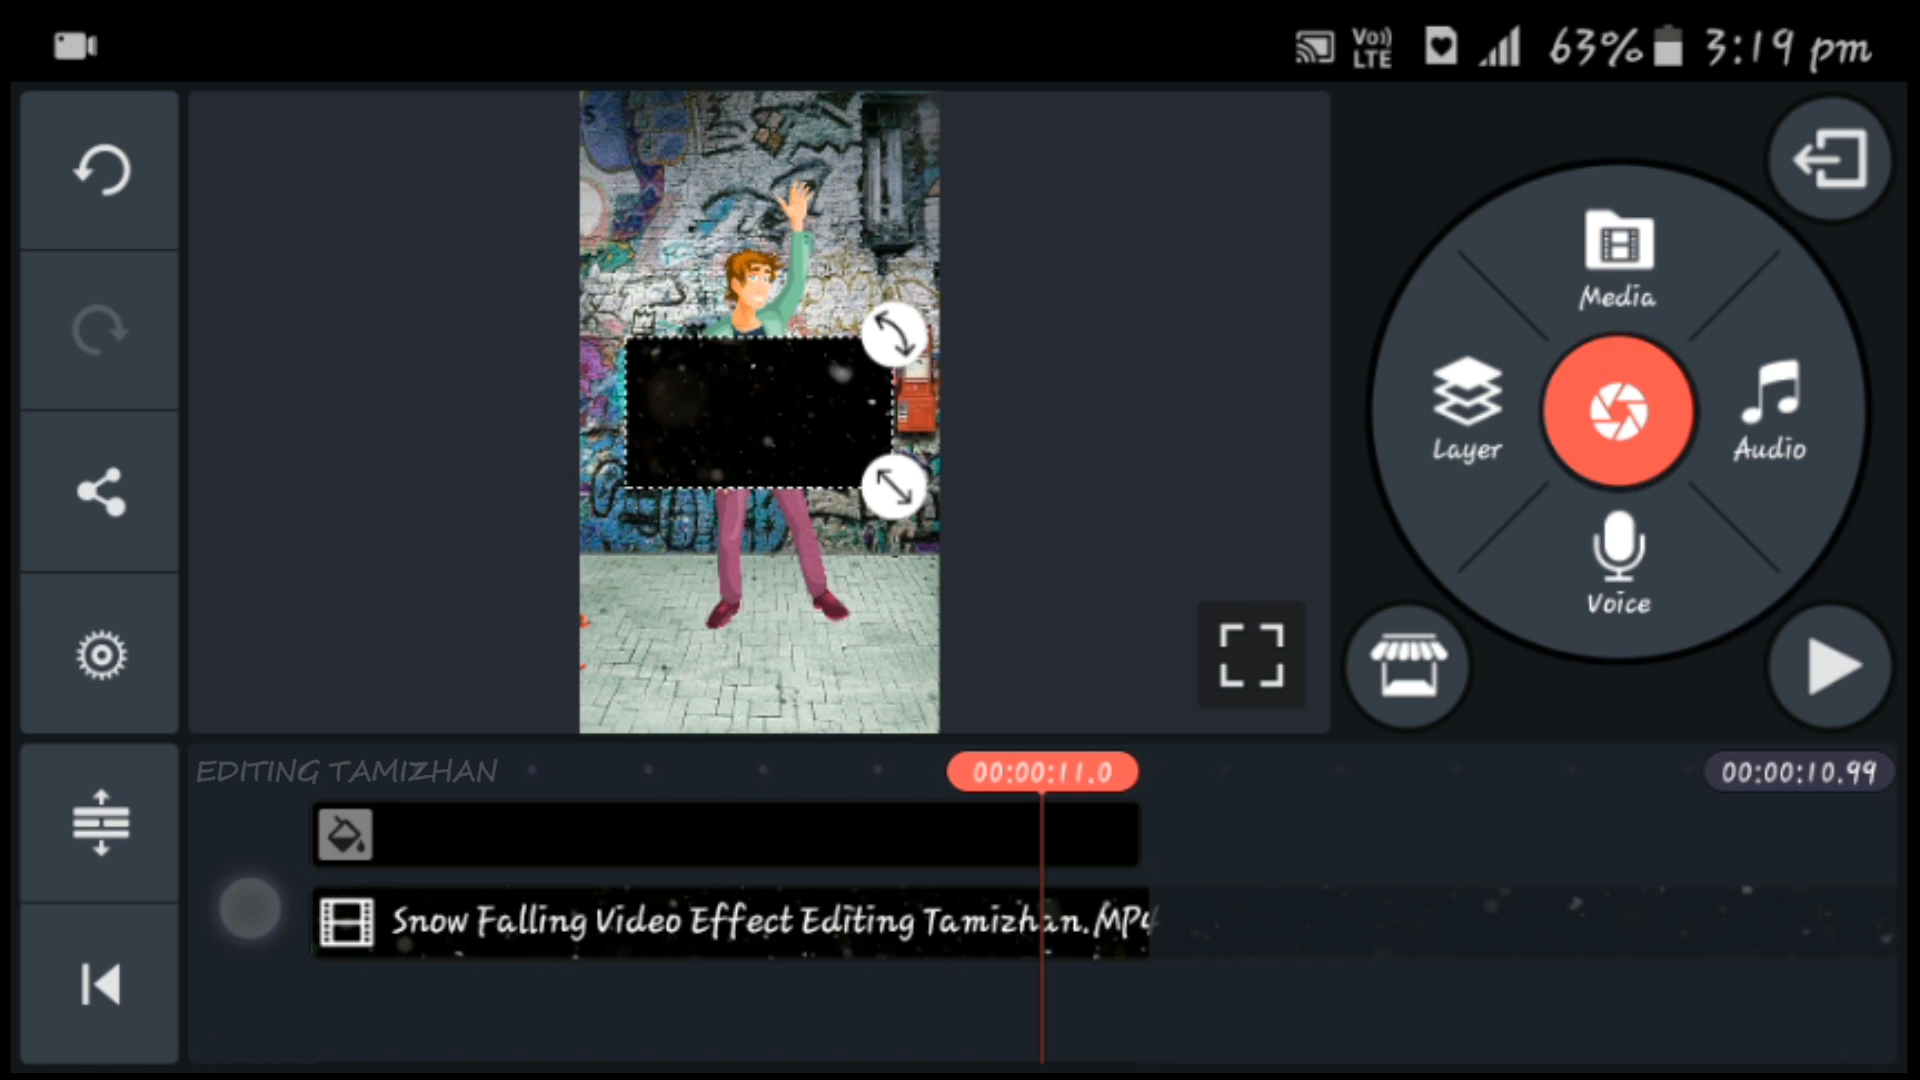 Vo))
LTE
63%
3:19 pm
5
Media
Layer
Audio
Voice
EDITING TAMIZHAN
00:00:11.0
00:00:10.99
Snow Falling Video Effect Editing Tamizhan.MP4